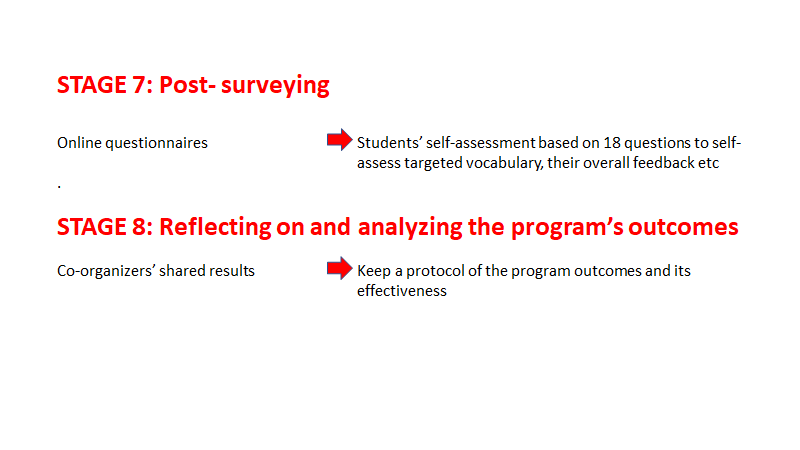 STAGE 7: Post- surveying
Online questionnaires
Students’ self-assessment based on 18 questions to self-
assess targeted vocabulary, their overall feedback etc
.
STAGE 8: Reflecting on and analyzing the program’s outcomes
Co-organizers’ shared results
Keep a protocol of the program outcomes and its
effectiveness